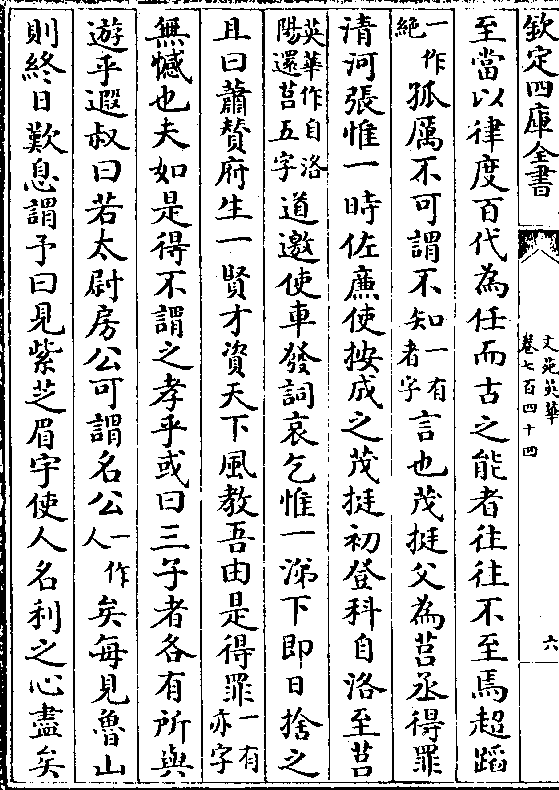 欽定四庫全書
文苑英華
卷七百四十四
六
至當以律度百代為任而古之能者往往不至焉超蹈
絕一作孤厲不可謂不知一有者字言也茂挺父為莒丞得罪
清河張惟一時佐廉使按成之茂挺初登科自洛至莒
英華作自洛陽還莒五字道邀使車發詞哀乞惟一涕下即日捨之
且曰蕭贊府生一賢才資天下風教吾由是得罪一有亦字
無憾也夫如是得不謂之孝乎或曰三子者各有所與
遊乎遐叔曰若太尉房公可謂名公一作人矣每見魯山
則終日歎息謂予曰見紫芝眉宇使人名利之心盡矣